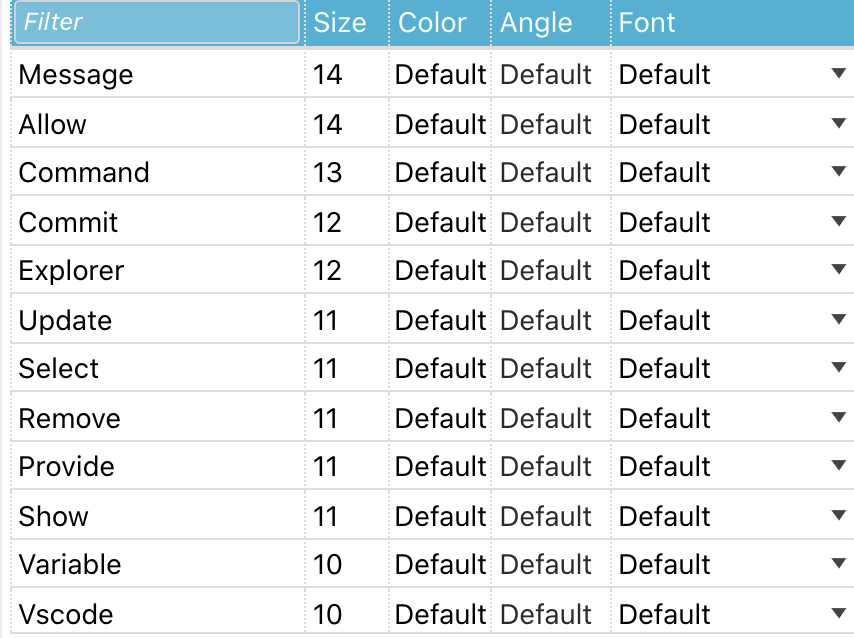 Filter Size Color Angle Font
Message 14 Default Default Default
Allow 14 Default Default Default
Command 13 Default Default Default
Commit 12 Default Default Default
Explorer 12 Default Default Default
Update 11 Default Default Default
Select 11 Default Default Default
Remove 11 Default Default Default
Provide 11 Default Default Default
Show 11 Default Default Default
Variable 10 Default Default Default
Vscode 10 Default Default Default